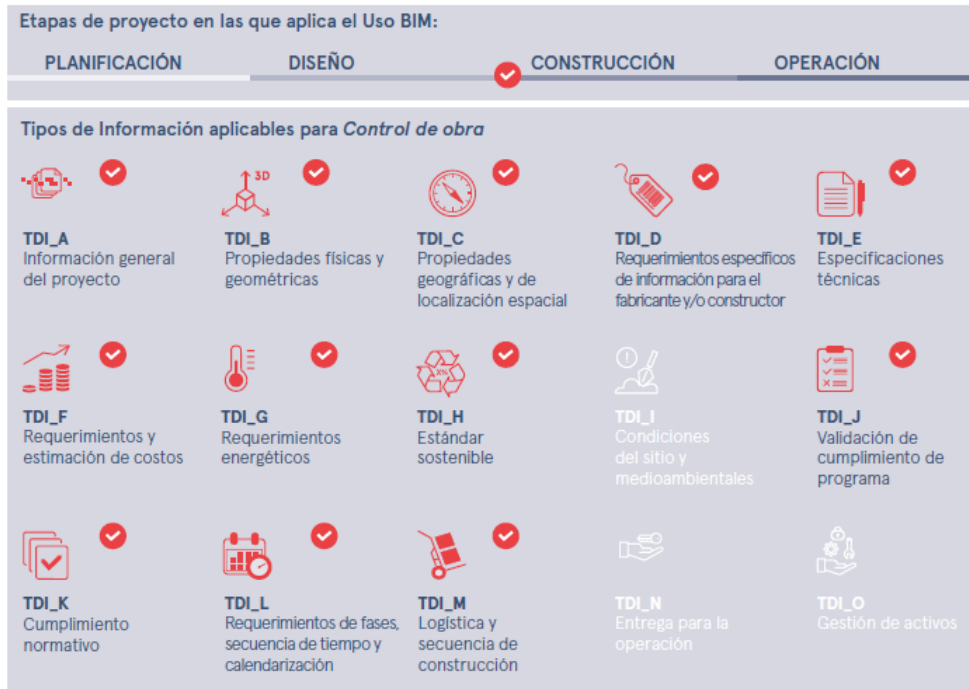 Etapas de proyecto en las que aplica el Uso BIM:
PLANIFICACIÓN DISEÑO CONSTRUCCIÓN OPERACIÓN
Tipos de Información aplicables para Control de obra
3D
TDI_A
Información general
del proyecto
TDI_B
Propiedades físicas y
geométricas
TDI_C
Propiedades
geográficas y de
localización espacial
TDI_D
Requerimientos específicos
de información para el
fabricante y/o constructor
TDI_E
Especificaciones
técnicas
TDI_F
Requerimientos y
estimación de costos
TDI_G
Requerimientos
energéticos
X%
TDI_H
Estándar
sostenible
TDI_I
Condiciones
del sitio y
medioambientales
TDI_J
Validación de
cumplimiento de
programa
TDI_K
Cumplimiento
normativo
TDI_L
Requerimientos de fases,
secuencia de tiempo y
calendarización
TDI_M
Logística y
secuencia de
construcción
TDI_N
Entrega para la
operación
TDI_O
Gestión de activos